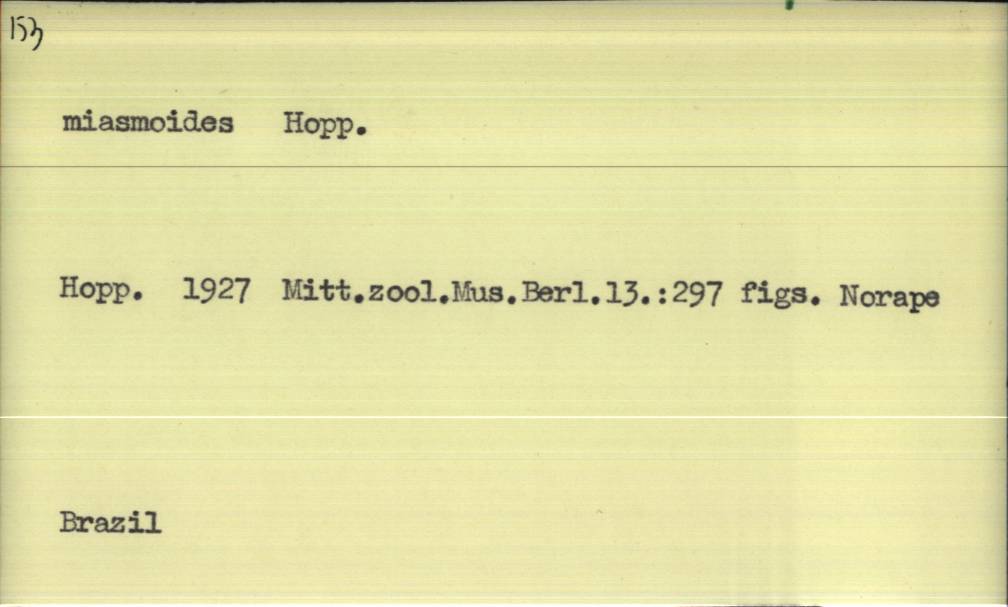 153
miasmoides Hopp.
Hopp. 1927 Mitt.zool.Mus.Berl.13.:297 figs. Norape
Brazil